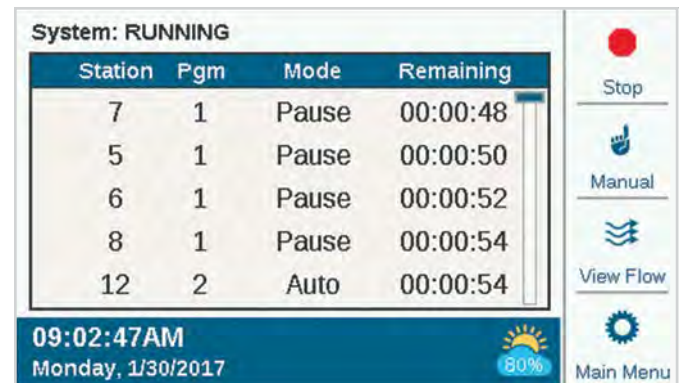 System: RUNNING
Station Pgm Mode Remaining
7 1 Pause 00:00:48
5 1 Pause 00:00:50
6 1 Pause 00:00:52
8 1 Pause 00:00:54
12 2 Auto 00:00:54
09:02:47AM
Monday, 1/30/2017
80%
Stop
Manual
View Flow
Main Menu